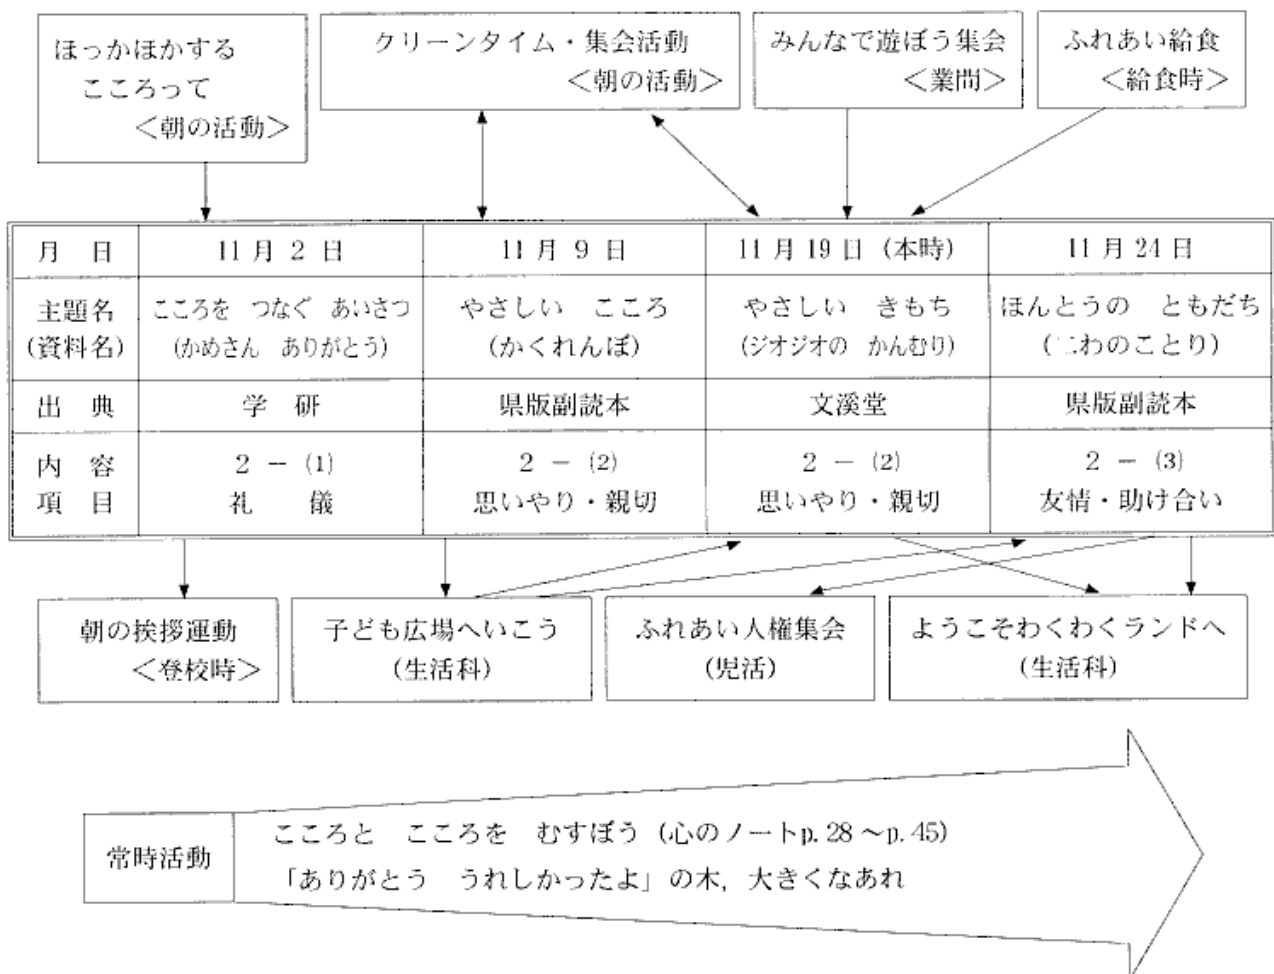 ほっかほかする
こころって
<朝の活動>
クリーンタイム・集会活動
<朝の活動>
みんなで遊ぼう集会
<業間>
ふれあい給食
<給食時>
月 日 11月2日 11月9日 11月19日(本時) 11月24日
主題名 こころを つなぐ あいさつ やさしい こころ やさしい きもち ほんとうの ともだち
(資料名) (かめさん ありがとう) (かくれんぼ) (ジオジオの かんむり) (二わのことり)
出 典 学 研 県版副読本 文溪堂 県版副読本
内 容 2-(1) 2-(2) 2-(2) 2-(3)
項 目 礼 儀 思いやり・親切 思いやり・親切 友情・助け合い
朝の挨拶運動
<登校時>
子ども広場へいこう
(生活科)
ふれあい人権集会
(児活)
ようこそわくわくランドへ
(生活科)
常時活動
こころと こころを むすぼう(心のノートp.28~p.45)
「ありがとう うれしかったよ」の木,大きくなあれ